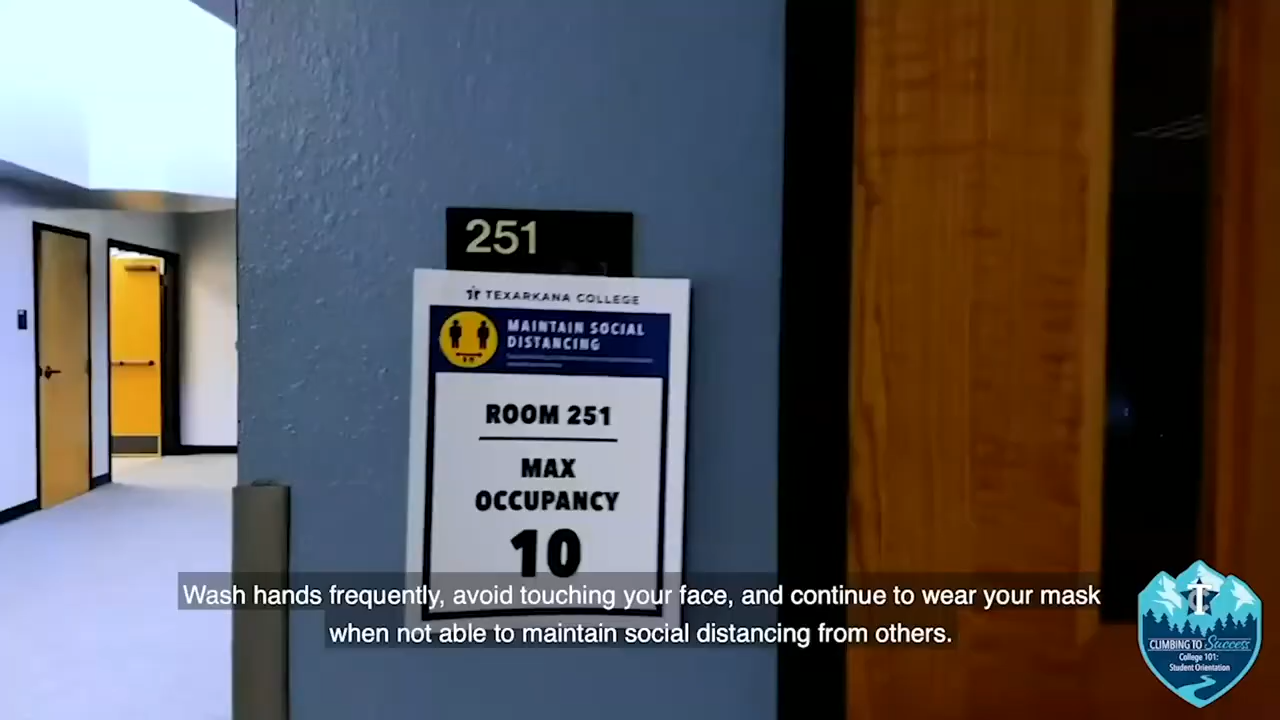 251
TEXARKANA COLLEGE
MAINTAIN SOCIAL
DISTANCING
ROOM 251
MAX
OCCUPANCY
10
Wash hands frequently, avoid touching your face, and continue to wear your mask
when not able to maintain social distancing from others.
T
CLIMBING TO Success
College 101:
Student Orientation